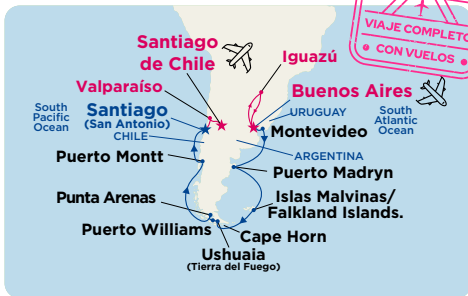 VIAJE COMPLETO
• CON VUELOS •
Santiago
de Chile
Iguazú
Valparaíso
Buenos Aires
South
Pacific
Ocean
Santiago
(San Antonio)
CHILE
URUGUAY
South
Atlantic
Ocean
Montevideo
ARGENTINA
Puerto Montt
Puerto Madryn
Punta Arenas
Islas Malvinas/
Falkland Islands.
Puerto Williams
Cape Horn
Ushuaia
(Tierra del Fuego)